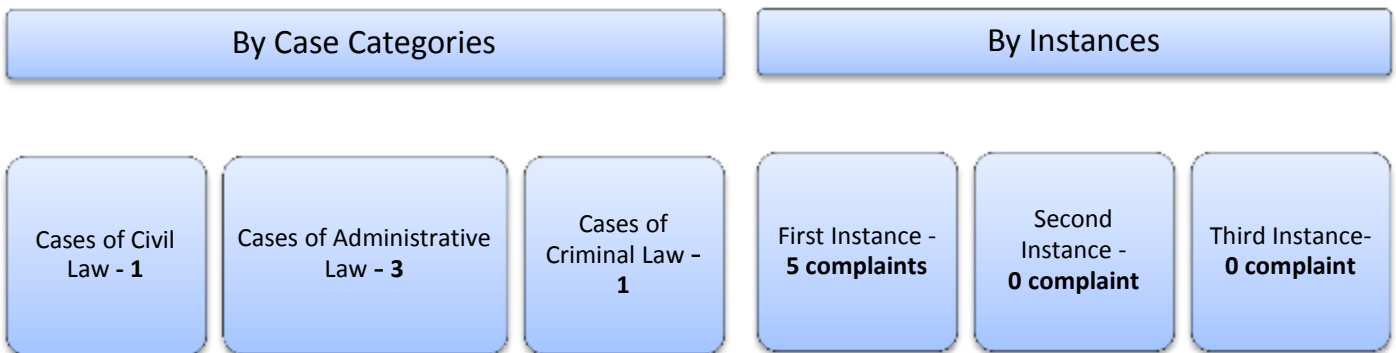 By Case Categories
By Instances
Cases of Civil
Law - 1
Cases of Administrative
Law – 3
Cases of
Criminal Law –
1
First Instance -
5 complaints
Second
Instance -
0 complaint
Third Instance-
0 complaint